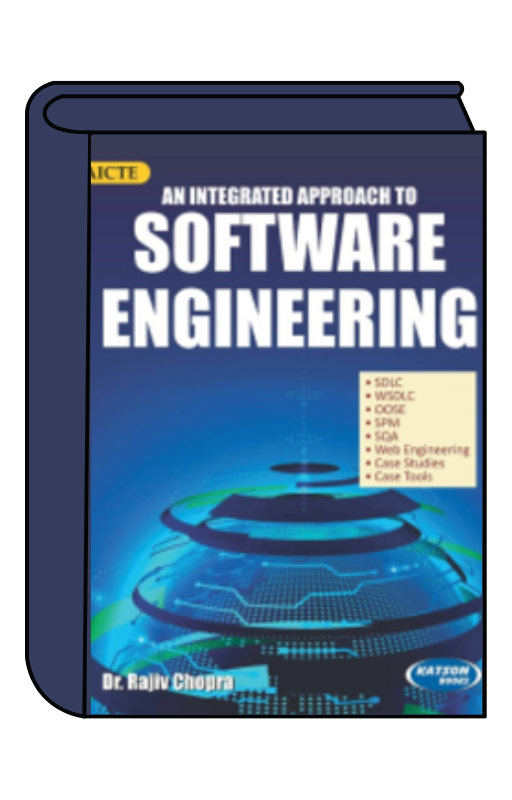 AICTE
AN INTEGRATED APPROACH TO
SOFTWARE
ENGINEERING
▪ SDLC
▪ WSDLC
▪ OOSE
▪ SPM
▪ SQA
▪ Web Engineering
▪ Case Studies
▪ Case Tools
Dr. Rajiv Chopra
KATSON
BOOKS